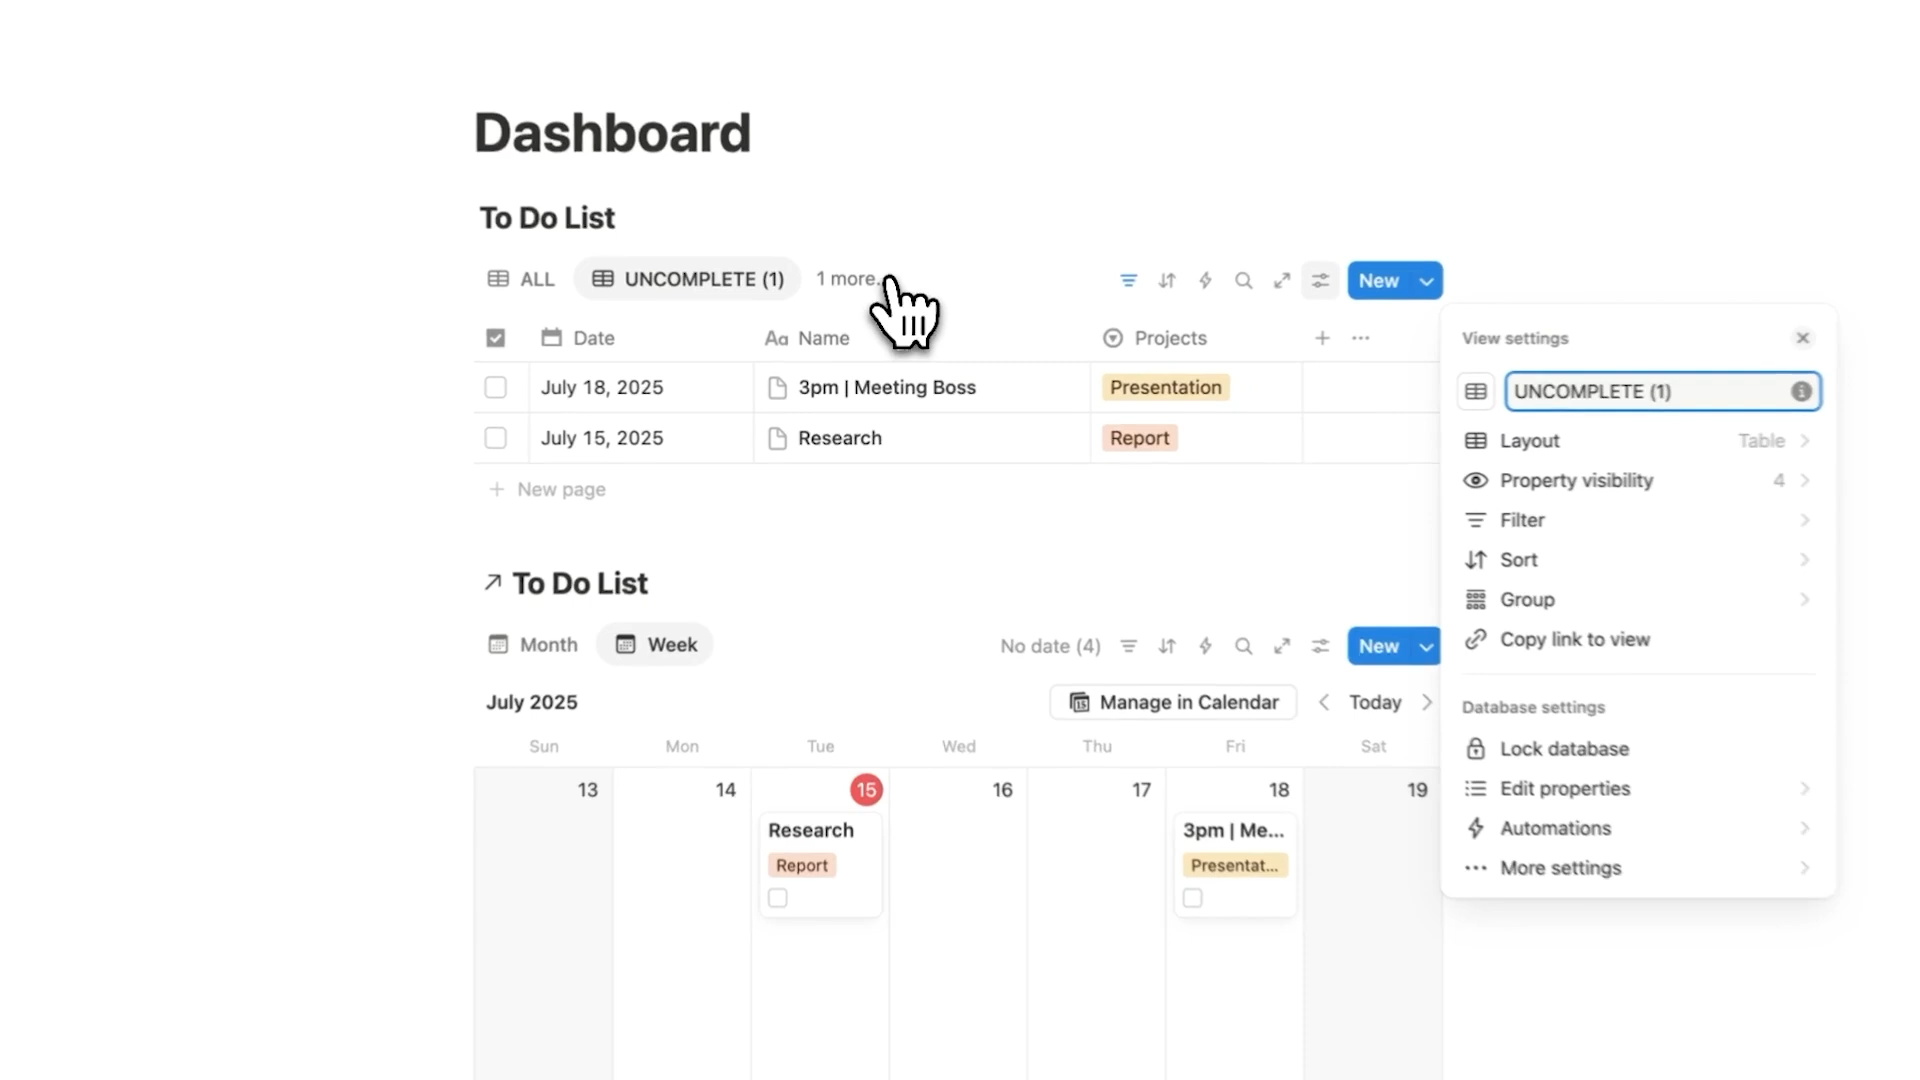 Dashboard
To Do List
ALL UNCOMPLETE (1) 1 more... New
Date Aa Name Projects
July 18, 2025 3pm | Meeting Boss Presentation
July 15, 2025 Research Report
New page
To Do List
Month Week No date (4) New
July 2025 15 Manage in Calendar Today
Sun Mon Tue Wed Thu Fri Sat
13 14 15 16 17 18 19
Research 3pm | Me...
Report Presentat...
View settings
UNCOMPLETE (1)
Layout Table
Property visibility 4
Filter
Sort
Group
Copy link to view
Database settings
Lock database
Edit properties
Automations
More settings